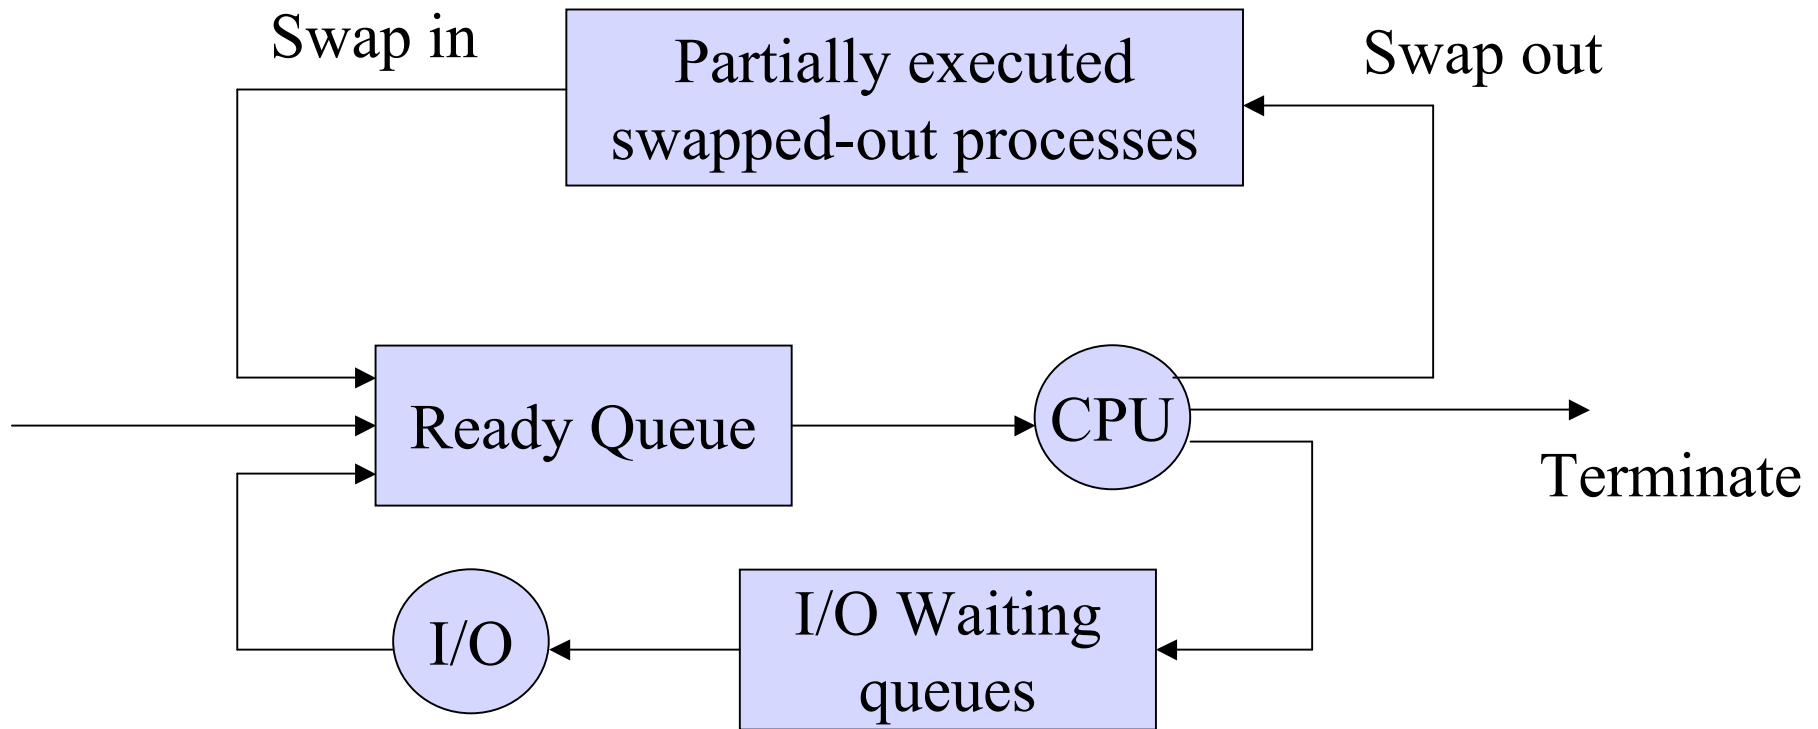 Swap in
Partially executed
swapped-out processes
Swap out
Ready Queue
CPU
Terminate
I/O
I/O Waiting
queues